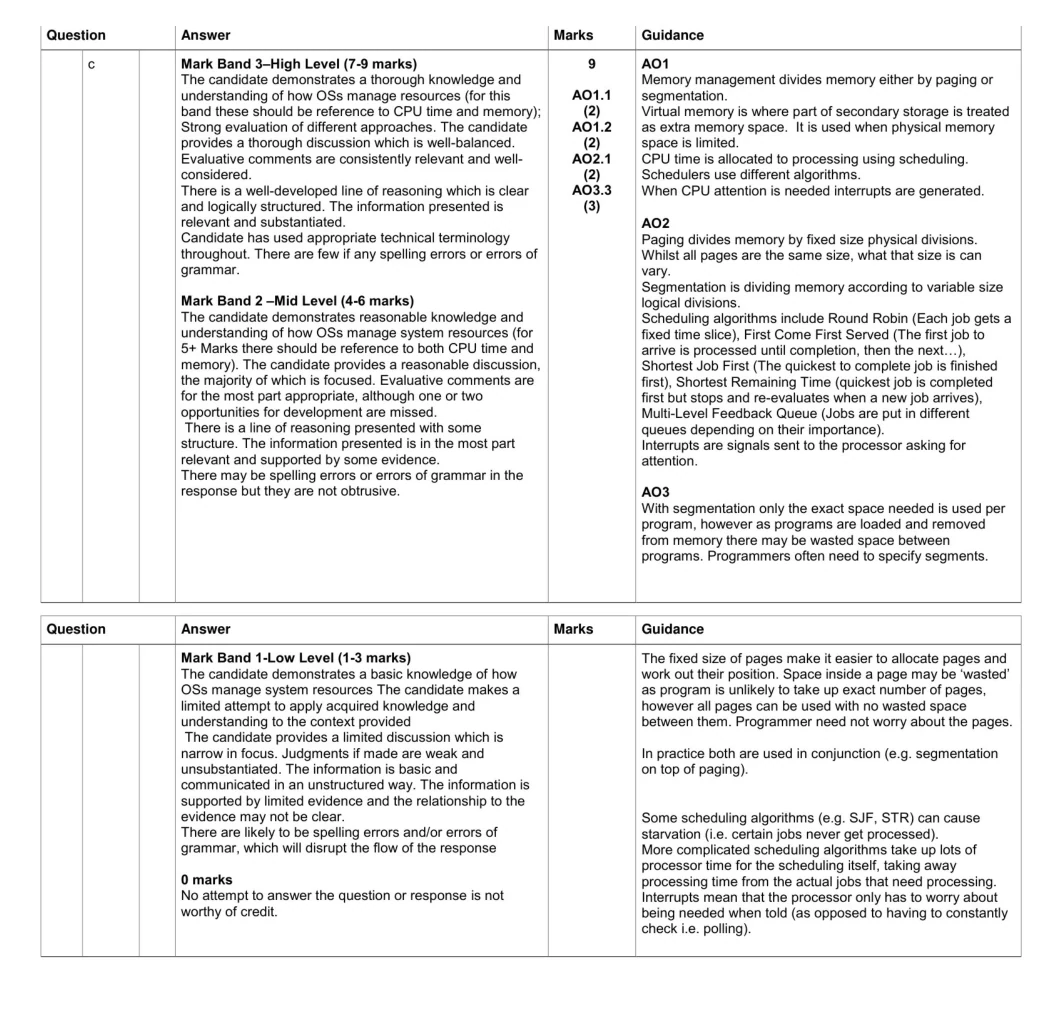 Question Answer Marks Guidance
c
Mark Band 3–High Level (7-9 marks)
The candidate demonstrates a thorough knowledge and
understanding of how OSs manage resources (for this
band these should be reference to CPU time and memory);
Strong evaluation of different approaches. The candidate
provides a thorough discussion which is well-balanced.
Evaluative comments are consistently relevant and well-
considered.
There is a well-developed line of reasoning which is clear
and logically structured. The information presented is
relevant and substantiated.
Candidate has used appropriate technical terminology
throughout. There are few if any spelling errors or errors of
grammar.
Mark Band 2 –Mid Level (4-6 marks)
The candidate demonstrates reasonable knowledge and
understanding of how OSs manage system resources (for
5+ Marks there should be reference to both CPU time and
memory). The candidate provides a reasonable discussion,
the majority of which is focused. Evaluative comments are
for the most part appropriate, although one or two
opportunities for development are missed.
There is a line of reasoning presented with some
structure. The information presented is in the most part
relevant and supported by some evidence.
There may be spelling errors or errors of grammar in the
response but they are not obtrusive.
9
AO1.1
(2)
AO1.2
(2)
AO2.1
(2)
AO3.3
(3)
AO1
Memory management divides memory either by paging or
segmentation.
Virtual memory is where part of secondary storage is treated
as extra memory space. It is used when physical memory
space is limited.
CPU time is allocated to processing using scheduling.
Schedulers use different algorithms.
When CPU attention is needed interrupts are generated.
AO2
Paging divides memory by fixed size physical divisions.
Whilst all pages are the same size, what that size is can
vary.
Segmentation is dividing memory according to variable size
logical divisions.
Scheduling algorithms include Round Robin (Each job gets a
fixed time slice), First Come First Served (The first job to
arrive is processed until completion, then the next…),
Shortest Job First (The quickest to complete job is finished
first), Shortest Remaining Time (quickest job is completed
first but stops and re-evaluates when a new job arrives),
Multi-Level Feedback Queue (Jobs are put in different
queues depending on their importance).
Interrupts are signals sent to the processor asking for
attention.
AO3
With segmentation only the exact space needed is used per
program, however as programs are loaded and removed
from memory there may be wasted space between
programs. Programmers often need to specify segments.
Question Answer Marks Guidance
Mark Band 1-Low Level (1-3 marks)
The candidate demonstrates a basic knowledge of how
OSs manage system resources The candidate makes a
limited attempt to apply acquired knowledge and
understanding to the context provided
The candidate provides a limited discussion which is
narrow in focus. Judgments if made are weak and
unsubstantiated. The information is basic and
communicated in an unstructured way. The information is
supported by limited evidence and the relationship to the
evidence may not be clear.
There are likely to be spelling errors and/or errors of
grammar, which will disrupt the flow of the response
0 marks
No attempt to answer the question or response is not
worthy of credit.
The fixed size of pages make it easier to allocate pages and
work out their position. Space inside a page may be ‘wasted’
as program is unlikely to take up exact number of pages,
however all pages can be used with no wasted space
between them. Programmer need not worry about the pages.
In practice both are used in conjunction (e.g. segmentation
on top of paging).
Some scheduling algorithms (e.g. SJF, STR) can cause
starvation (i.e. certain jobs never get processed).
More complicated scheduling algorithms take up lots of
processor time for the scheduling itself, taking away
processing time from the actual jobs that need processing.
Interrupts mean that the processor only has to worry about
being needed when told (as opposed to having to constantly
check i.e. polling).